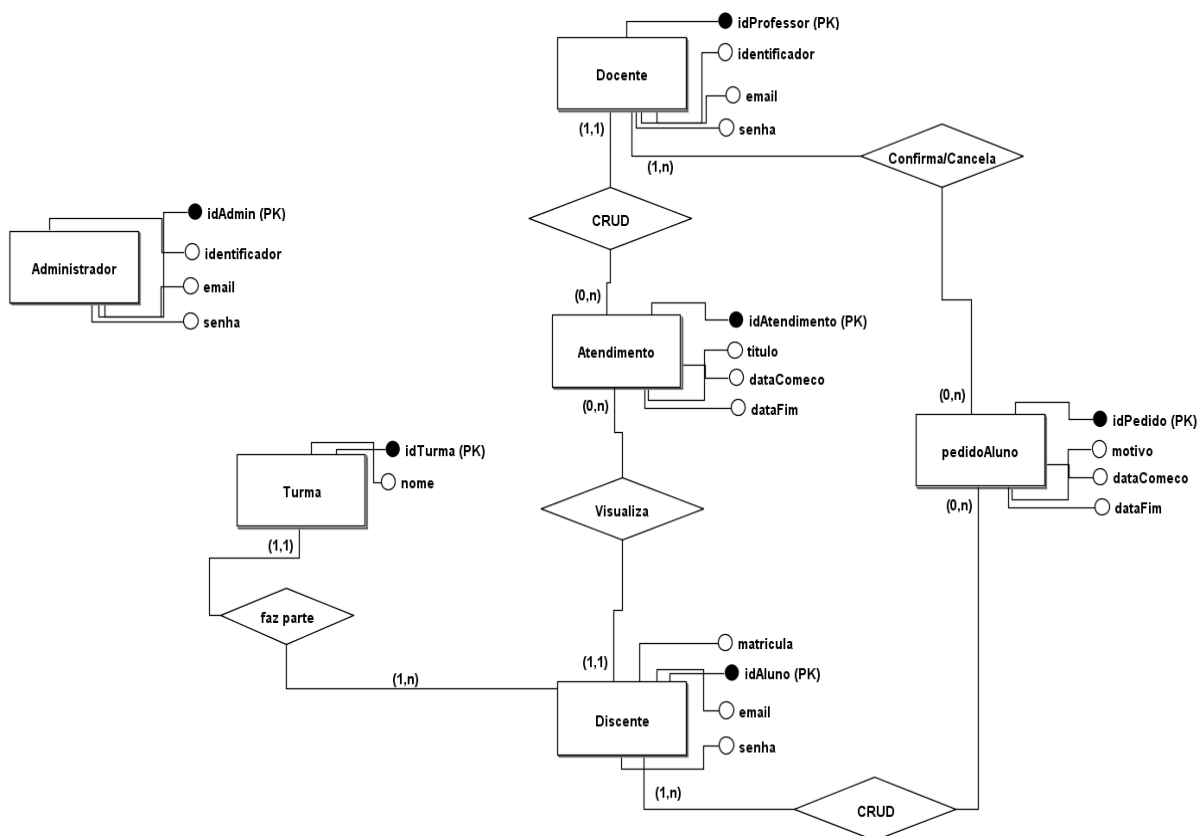 idProfessor (PK)
identificador
Docente
email
senha
(1,1)
(1,n)
Confirma/Cancela
CRUD
idAdmin (PK)
identificador
Administrador
email
senha
(0,n)
idAtendimento (PK)
Atendimento
titulo
dataComeco
dataFim
(0,n)
(0,n)
idPedido (PK)
pedidoAluno
motivo
dataComeco
dataFim
(0,n)
idTurma (PK)
Turma
nome
(1,1)
Visualiza
faz parte
(1,n)
(1,1)
matricula
idAluno (PK)
Discente
email
senha
(1,n)
CRUD